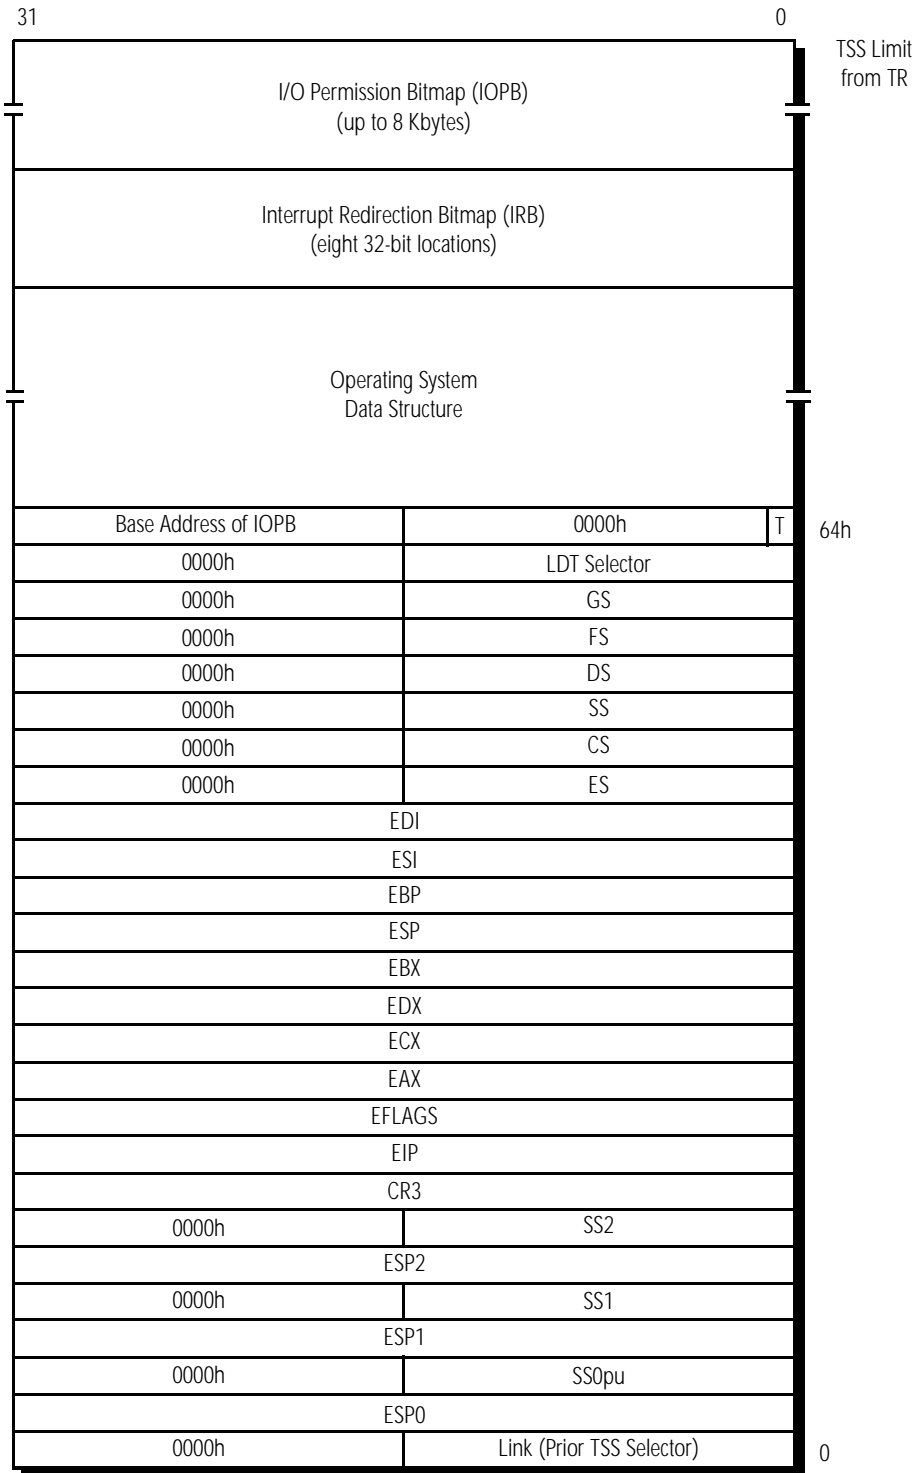 31 0
TSS Limit
from TR
I/O Permission Bitmap (IOPB)
(up to 8 Kbytes)
Interrupt Redirection Bitmap (IRB)
(eight 32-bit locations)
Operating System
Data Structure
Base Address of IOPB 0000h T 64h
0000h LDT Selector
0000h GS
0000h FS
0000h DS
0000h SS
0000h CS
0000h ES
EDI
ESI
EBP
ESP
EBX
EDX
ECX
EAX
EFLAGS
EIP
CR3
0000h SS2
ESP2
0000h SS1
ESP1
0000h SS0pu
ESP0
0000h Link (Prior TSS Selector) 0